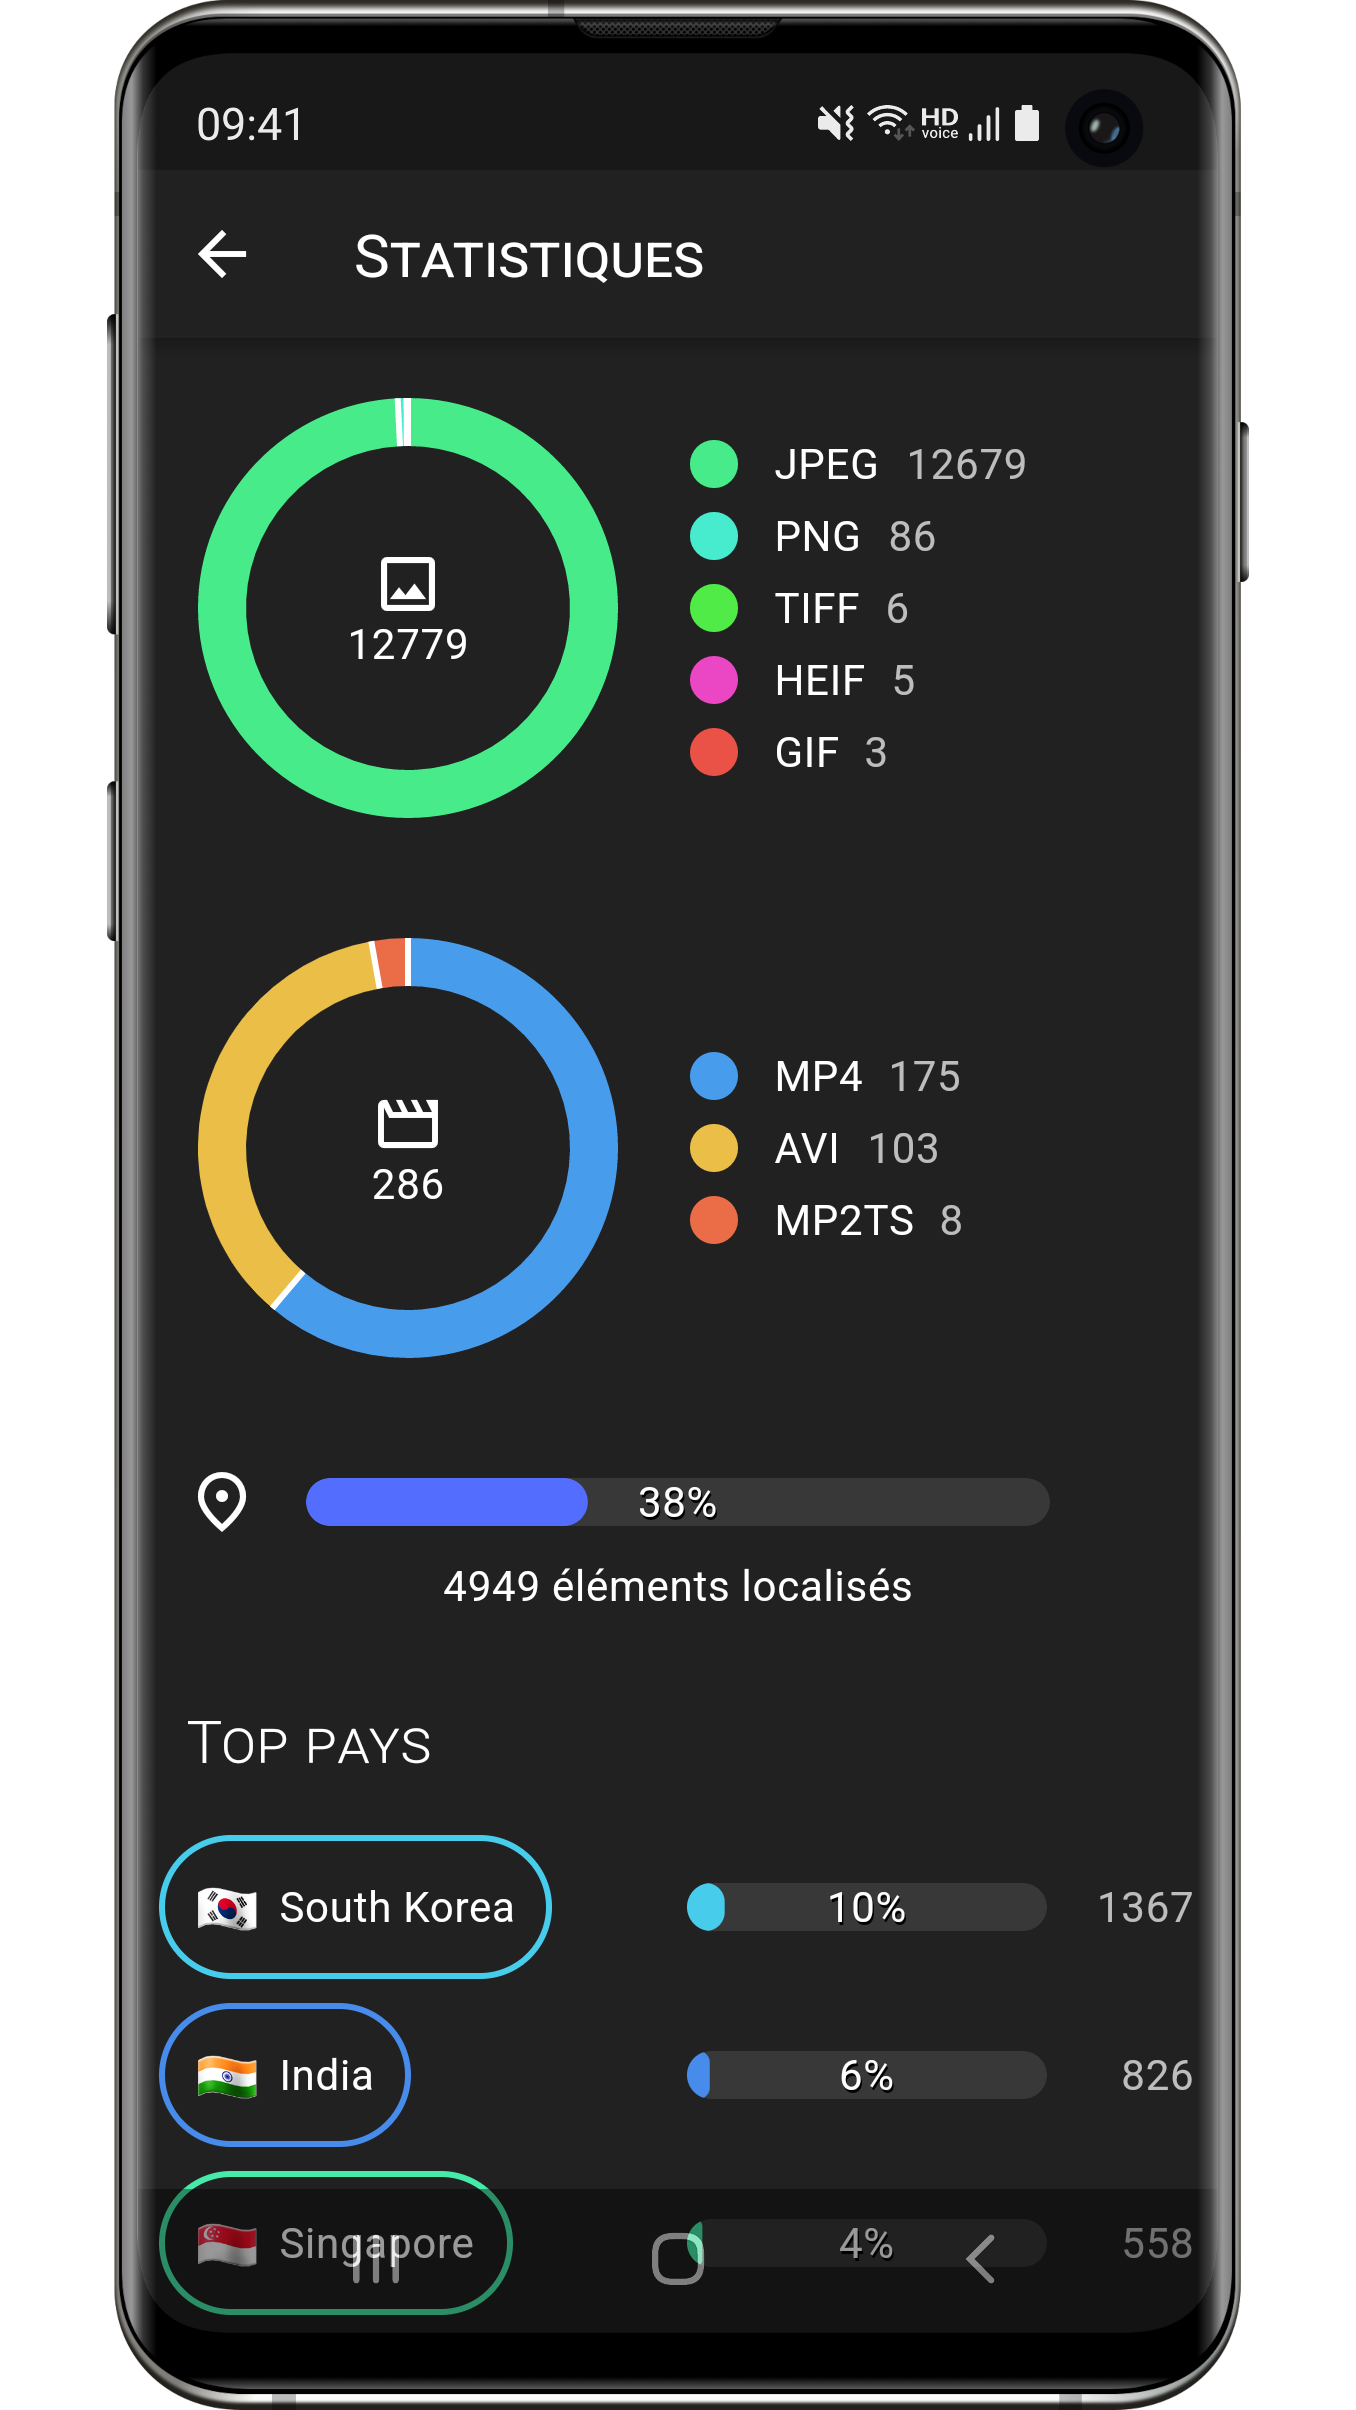 09:41
HD
voice
STATISTIQUES
JPEG 12679
PNG 86
TIFF 6
HEIF 5
GIF 3
12779
MP4 175
AVI 103
MP2TS 8
286
38%
4949 éléments localisés
TOP PAYS
South Korea 10% 1367
India 6% 826
Singapore 4% 558